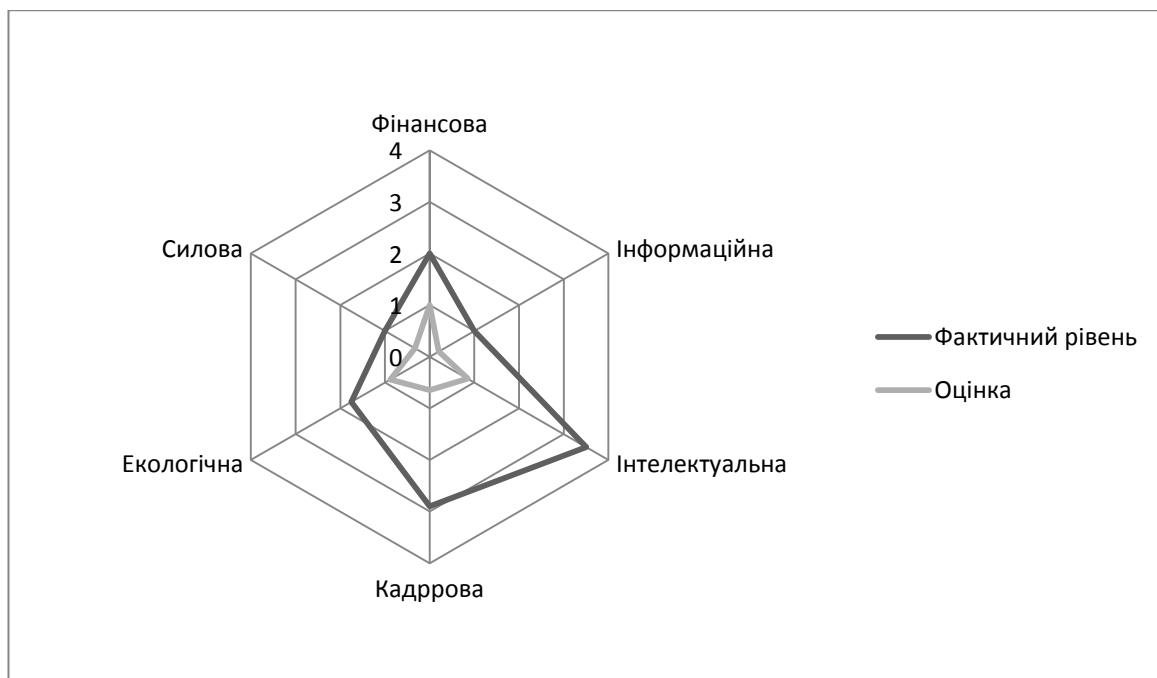 Фінансова
4
3
2
1
0
Силова
Інформаційна
Екологічна
Інтелектуальна
Кадррова
Фактичний рівень
Оцінка